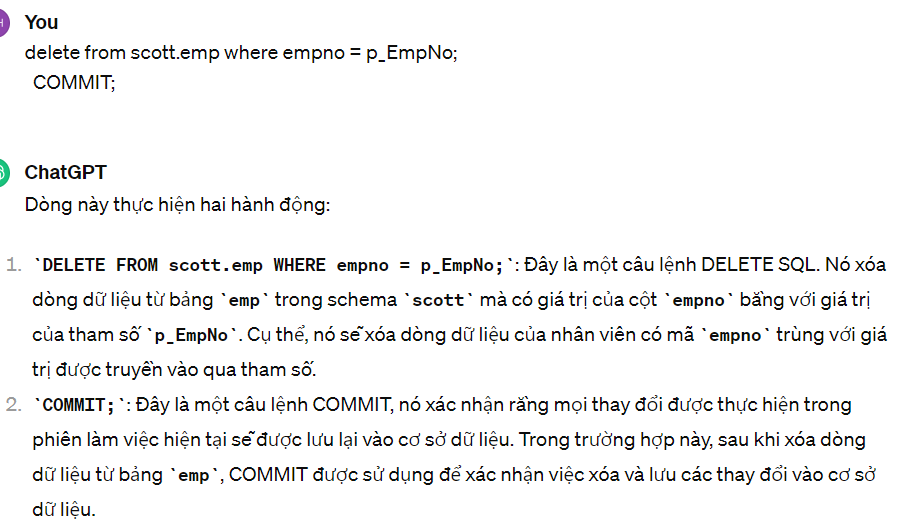 You
delete from scott.emp where empno = p_EmpNo;
COMMIT;
ChatGPT
Dòng này thực hiện hai hành động:
1. `DELETE FROM scott.emp WHERE empno = p_EmpNo;`: Đây là một câu lệnh DELETE SQL. Nó xóa
dòng dữ liệu từ bảng `emp` trong schema `scott` mà có giá trị của cột `empno` bằng với giá trị
của tham số `p_EmpNo`. Cụ thể, nó sẽ xóa dòng dữ liệu của nhân viên có mã `empno` trùng với giá
trị được truyền vào qua tham số.
2. `COMMIT;`: Đây là một câu lệnh COMMIT, nó xác nhận rằng mọi thay đổi được thực hiện trong
phiên làm việc hiện tại sẽ được lưu lại vào cơ sở dữ liệu. Trong trường hợp này, sau khi xóa dòng
dữ liệu từ bảng `emp`, COMMIT được sử dụng để xác nhận việc xóa và lưu các thay đổi vào cơ sở
dữ liệu.